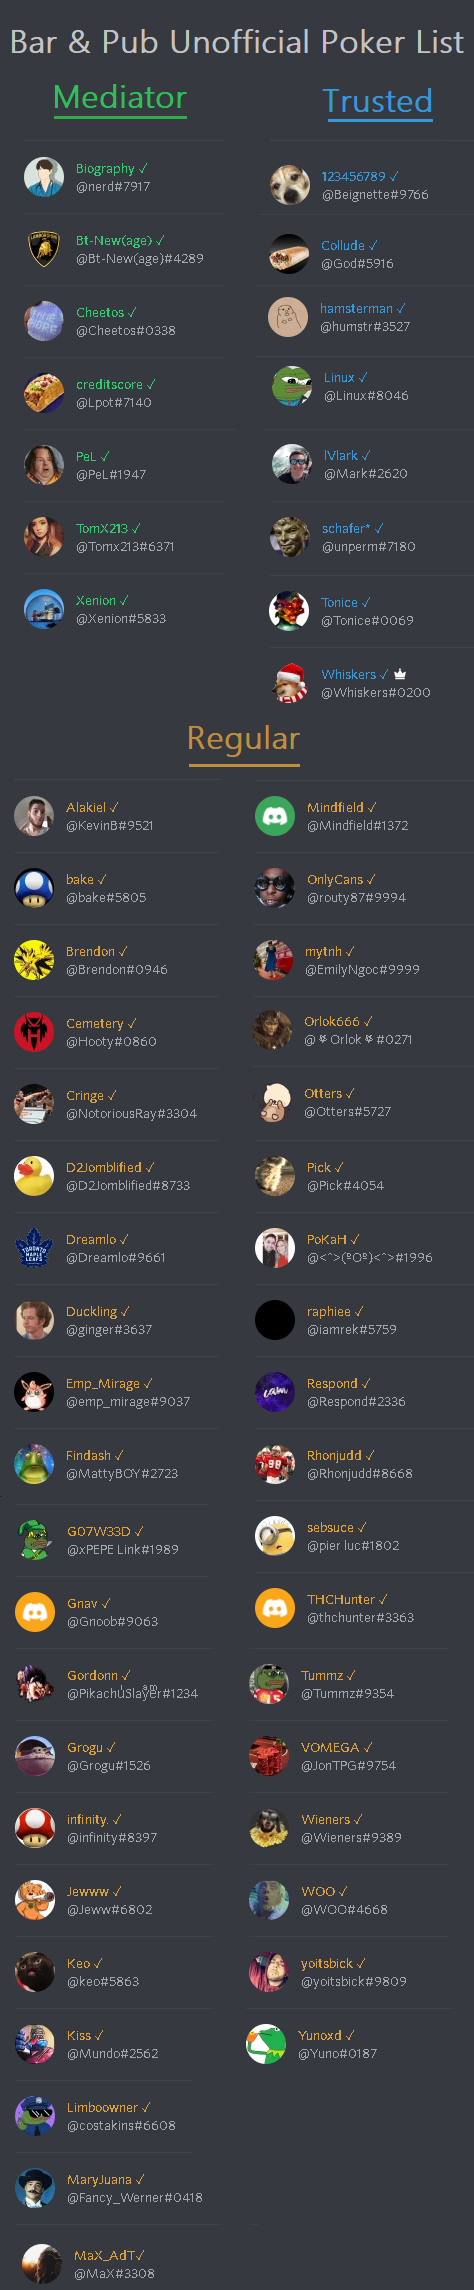 Bar & Pub Unofficial Poker List
Mediator
Biography ✓
@nerd#7917
Bt-New(age) ✓
@Bt-New(age)#4289
Cheetos ✓
@Cheetos#0338
creditscore ✓
@Lpot#7140
PeL ✓
@PeL#1947
TomX213 ✓
@Tomx213#6371
Xenion ✓
@Xenion#5833
Trusted
123456789 ✓
@Beignette#9766
Collude ✓
@God#5916
hamsterman ✓
@humstr#3527
Linux ✓
@Linux#8046
lVlark ✓
@Mark#2620
schafer* ✓
@unperm#7180
Tonice ✓
@Tonice#0069
Whiskers ✓
@Whiskers#0200
Regular
Alakiel ✓
@KevinB#9521
bake ✓
@bake#5805
Brendon ✓
@Brendon#0946
Cemetery ✓
@Hooty#0860
Cringe ✓
@NotoriousRay#3304
D2Jomblified ✓
@D2Jomblified#8733
Dreamlo ✓
@Dreamlo#9661
TORONTO
MAPLE
LEAFS
Duckling ✓
@ginger#3637
Emp_Mirage ✓
@emp_mirage#9037
Findash ✓
@MattyBOY#2723
G07W33D ✓
@xPEPE Link#1989
Gnav ✓
@Gnoob#9063
Gordonn ✓
@PikachuSlayer#1234
Grogu ✓
@Grogu#1526
infinity. ✓
@infinity#8397
Jewww ✓
@Jeww#6802
Keo ✓
@keo#5863
Kiss ✓
@Mundo#2562
Limboowner ✓
@costakins#6608
MaryJuana ✓
@Fancy_Werner#0418
MaX_AdT✓
@MaX#3308
Mindfield ✓
@Mindfield#1372
OnlyCans ✓
@routy87#9994
mytnh ✓
@EmilyNgoc#9999
Orlok666 ✓
@⛧Orlok⛧#0271
Otters ✓
@Otters#5727
Pick ✓
@Pick#4054
PoKaH ✓
@<^>(ºOº)<^>#1996
raphiee ✓
@iamrek#5759
Respond ✓
@Respond#2336
Rhonjudd ✓
@Rhonjudd#8668
sebsuce ✓
@pier luc#1802
THCHunter ✓
@thchunter#3363
Tummz ✓
@Tummz#9354
VOMEGA ✓
@JonTPG#9754
Wieners ✓
@Wieners#9389
WOO ✓
@WOO#4668
yoitsbick ✓
@yoitsbick#9809
Yunoxd ✓
@Yuno#0187